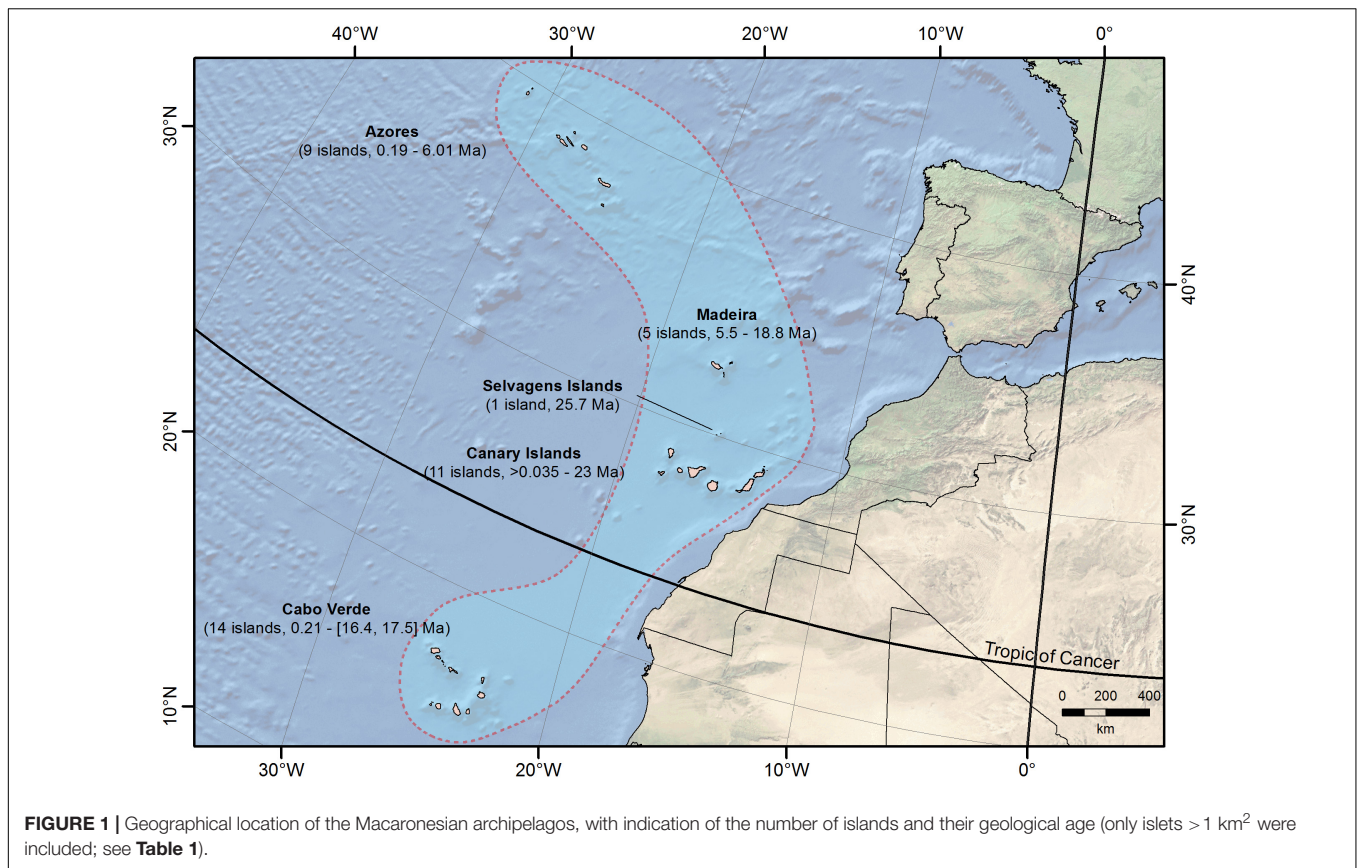 40°W 30°W 20°W 10°W 0°
30°N
Azores
(9 islands, 0.19 - 6.01 Ma)
40°N
Madeira
(5 islands, 5.5 - 18.8 Ma)
Selvagens Islands
(1 island, 25.7 Ma)
20°N
Canary Islands
(11 islands, >0.035 - 23 Ma)
30°N
Cabo Verde
(14 islands, 0.21 - [16.4, 17.5] Ma)
Tropic of Cancer
0 200 400
km
10°N
30°W 20°W 10°W 0°
FIGURE 1 | Geographical location of the Macaronesian archipelagos, with indication of the number of islands and their geological age (only islets > 1 km² were
included; see Table 1).